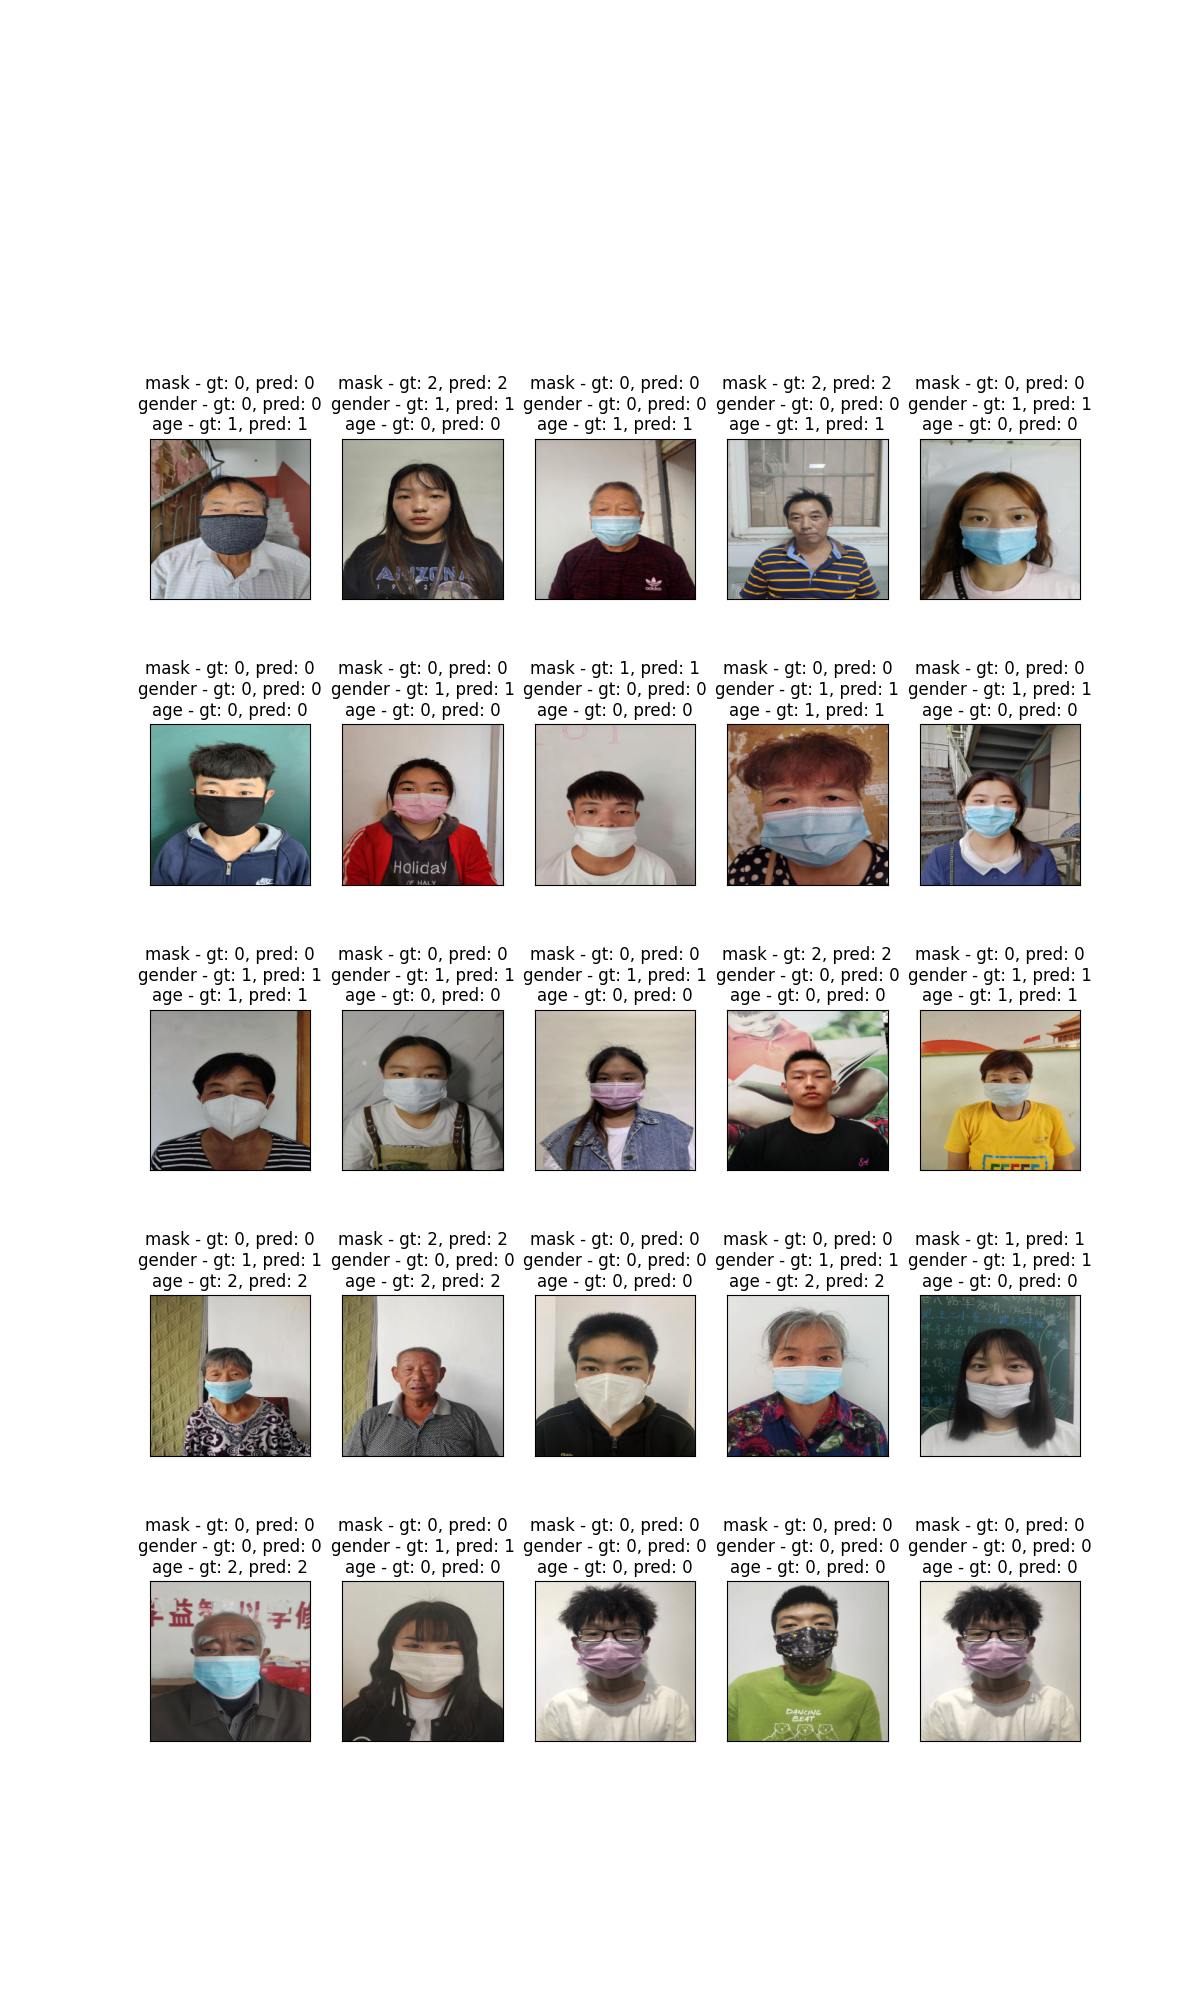 mask - gt: 0, pred: 0
gender - gt: 0, pred: 0
age - gt: 1, pred: 1
mask - gt: 2, pred: 2
gender - gt: 1, pred: 1
age - gt: 0, pred: 0
mask - gt: 0, pred: 0
gender - gt: 0, pred: 0
age - gt: 1, pred: 1
mask - gt: 2, pred: 2
gender - gt: 0, pred: 0
age - gt: 1, pred: 1
mask - gt: 0, pred: 0
gender - gt: 1, pred: 1
age - gt: 0, pred: 0
ARIZONA
adidas
mask - gt: 0, pred: 0
gender - gt: 0, pred: 0
age - gt: 0, pred: 0
mask - gt: 0, pred: 0
gender - gt: 1, pred: 1
age - gt: 0, pred: 0
mask - gt: 1, pred: 1
gender - gt: 0, pred: 0
age - gt: 0, pred: 0
mask - gt: 0, pred: 0
gender - gt: 1, pred: 1
age - gt: 1, pred: 1
mask - gt: 0, pred: 0
gender - gt: 1, pred: 1
age - gt: 0, pred: 0
Holiday
OF HALY
mask - gt: 0, pred: 0
gender - gt: 1, pred: 1
age - gt: 1, pred: 1
mask - gt: 0, pred: 0
gender - gt: 1, pred: 1
age - gt: 0, pred: 0
mask - gt: 0, pred: 0
gender - gt: 1, pred: 1
age - gt: 0, pred: 0
mask - gt: 2, pred: 2
gender - gt: 0, pred: 0
age - gt: 0, pred: 0
mask - gt: 0, pred: 0
gender - gt: 1, pred: 1
age - gt: 1, pred: 1
mask - gt: 0, pred: 0
gender - gt: 1, pred: 1
age - gt: 2, pred: 2
mask - gt: 2, pred: 2
gender - gt: 0, pred: 0
age - gt: 2, pred: 2
mask - gt: 0, pred: 0
gender - gt: 0, pred: 0
age - gt: 0, pred: 0
mask - gt: 0, pred: 0
gender - gt: 1, pred: 1
age - gt: 2, pred: 2
mask - gt: 1, pred: 1
gender - gt: 1, pred: 1
age - gt: 0, pred: 0
mask - gt: 0, pred: 0
gender - gt: 0, pred: 0
age - gt: 2, pred: 2
mask - gt: 0, pred: 0
gender - gt: 1, pred: 1
age - gt: 0, pred: 0
mask - gt: 0, pred: 0
gender - gt: 0, pred: 0
age - gt: 0, pred: 0
mask - gt: 0, pred: 0
gender - gt: 0, pred: 0
age - gt: 0, pred: 0
mask - gt: 0, pred: 0
gender - gt: 0, pred: 0
age - gt: 0, pred: 0
益智 以学修
DANCING
BEAT